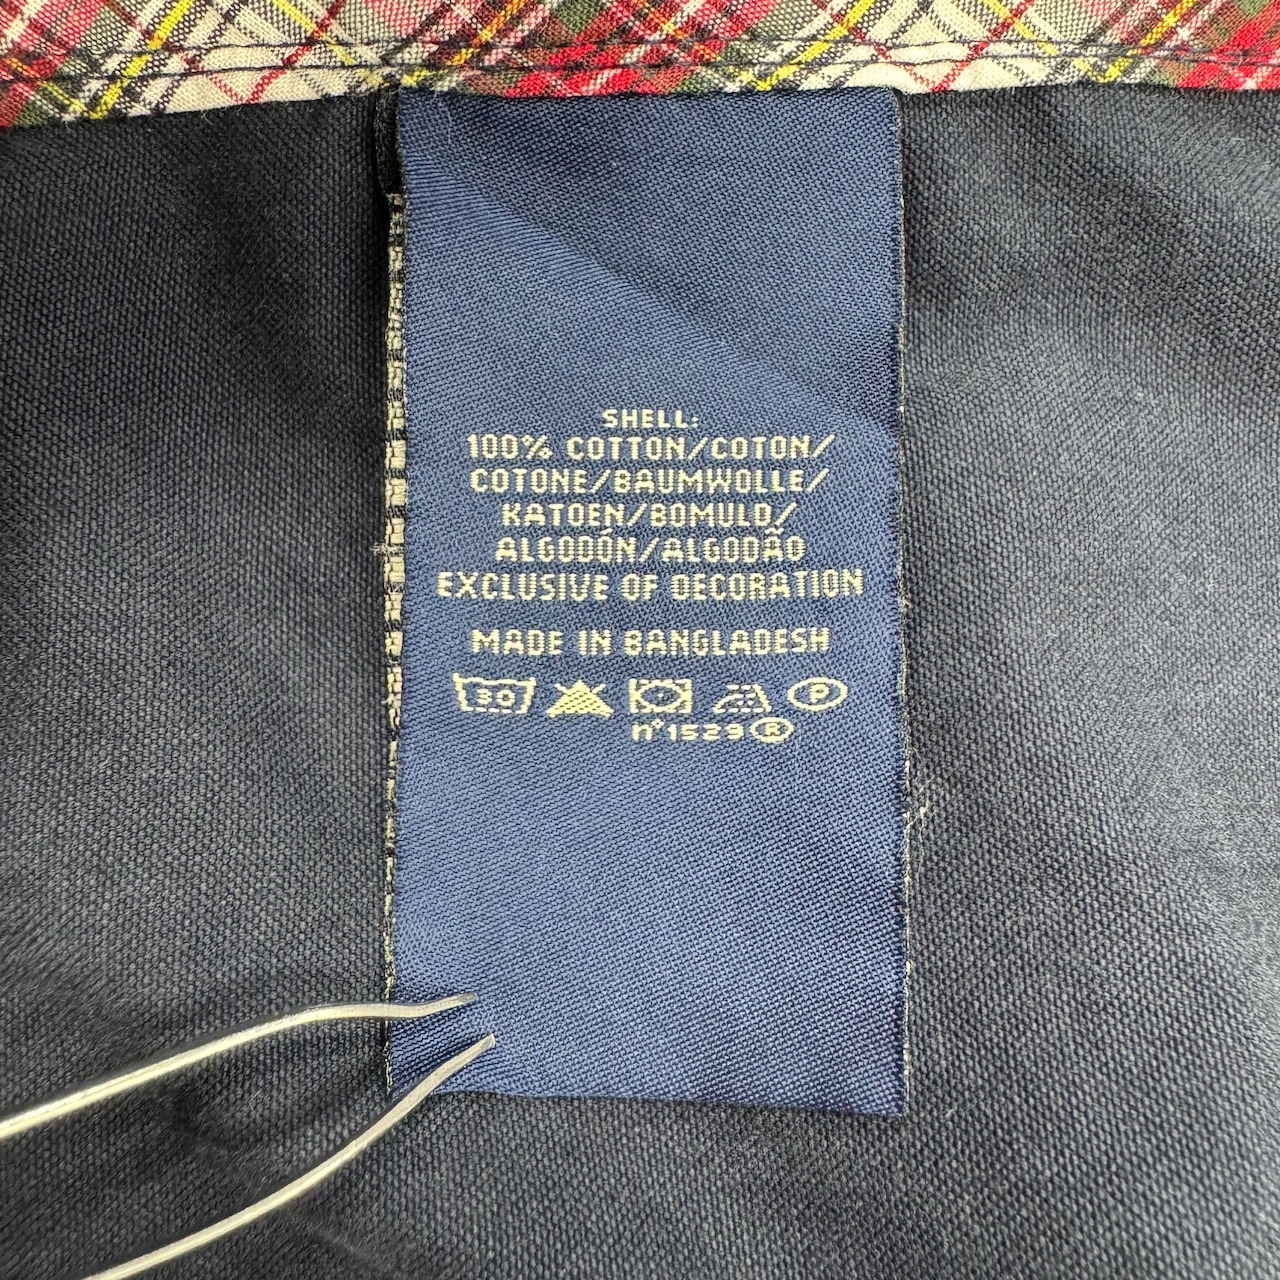 SHELL:
100% COTTON/COTON/
COTONE/BAUMWOLLE/
KATOEN/BOMULD/
ALGODÓN/ALGODÃO
EXCLUSIVE OF DECORATION
MADE IN BANGLADESH
30 P
n°1529®